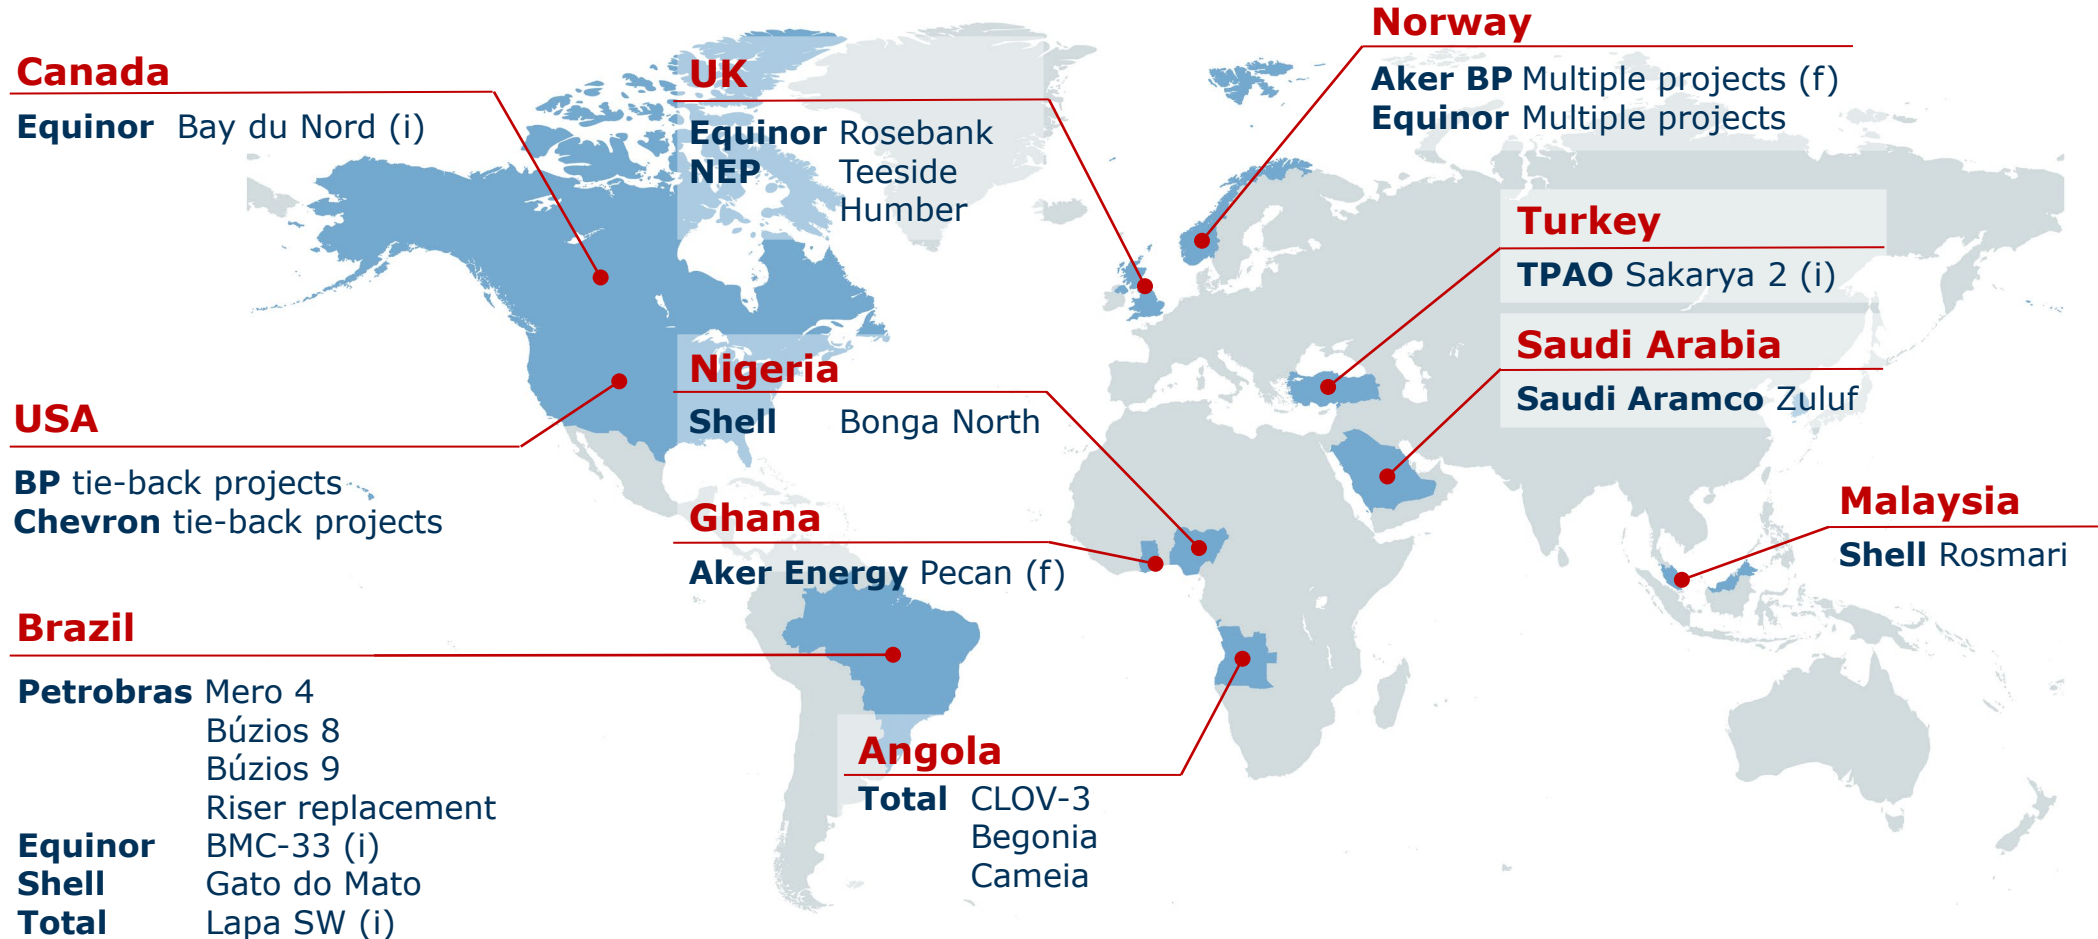 Canada
Equinor Bay du Nord (i)
UK
Equinor Rosebank
NEP Teeside
Humber
Norway
Aker BP Multiple projects (f)
Equinor Multiple projects
Turkey
TPAO Sakarya 2 (i)
Saudi Arabia
Saudi Aramco Zuluf
USA
BP tie-back projects
Chevron tie-back projects
Nigeria
Shell Bonga North
Ghana
Aker Energy Pecan (f)
Malaysia
Shell Rosmari
Brazil
Petrobras Mero 4
Búzios 8
Búzios 9
Riser replacement
Equinor BMC-33 (i)
Shell Gato do Mato
Total Lapa SW (i)
Angola
Total CLOV-3
Begonia
Cameia